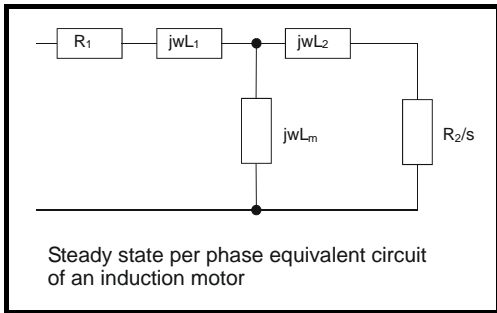 R₁
jwL₁
jwL₂
jwLₘ
R₂/s
Steady state per phase equivalent circuit
of an induction motor